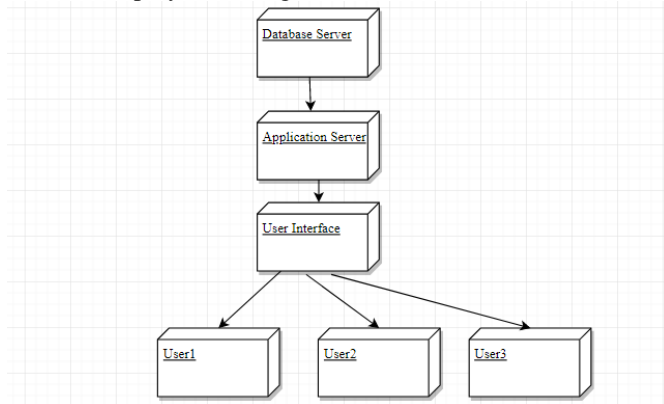 Database Server
Application Server
User Interface
User1
User2
User3